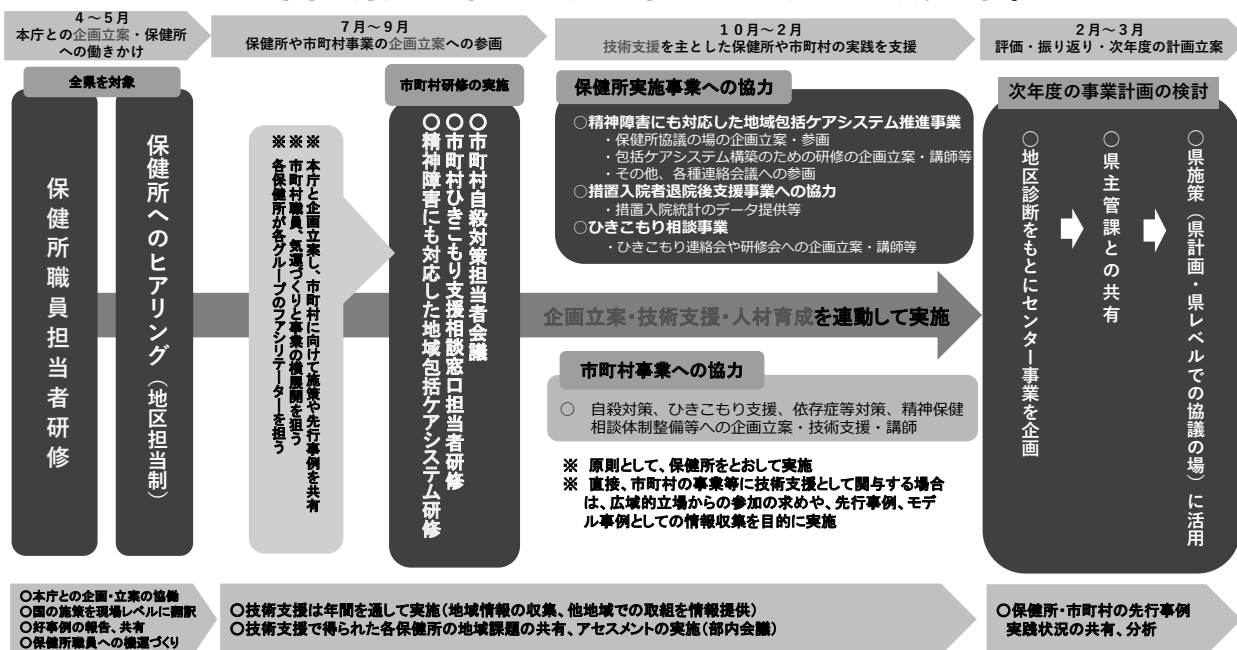 4～5月
本庁との企画立案・保健所
への働きかけ
7月～9月
保健所や市町村事業の企画立案への参画
10月～2月
技術支援を主とした保健所や市町村の実践を支援
2月～3月
評価・振り返り・次年度の計画立案
全県を対象
保健所職員担当者研修
保健所へのヒアリング（地区担当制）
※ 本庁と企画立案し、市町村に向けて施策や先行事例を共有
※ 市町村職員、気運づくりと事業の横展開を狙う
※ 各保健所が各グループのファシリテーターを担う
市町村研修の実施
○市町村自殺対策担当者会議
○市町村ひきこもり支援相談窓口担当者研修
○精神障害にも対応した地域包括ケアシステム研修
保健所実施事業への協力
○精神障害にも対応した地域包括ケアシステム推進事業
・保健所協議の場の企画立案・参画
・包括ケアシステム構築のための研修の企画立案・講師等
・その他、各種連絡会議への参画
○措置入院者退院後支援事業への協力
・措置入院統計のデータ提供等
○ひきこもり相談事業
・ひきこもり連絡会や研修会への企画立案・講師等
企画立案・技術支援・人材育成を連動して実施
市町村事業への協力
○ 自殺対策、ひきこもり支援、依存症等対策、精神保健
相談体制整備等への企画立案・技術支援・講師
※ 原則として、保健所をとおして実施
※ 直接、市町村の事業等に技術支援として関与する場合
は、広域的立場からの参加の求めや、先行事例、モデ
ル事例としての情報収集を目的に実施
次年度の事業計画の検討
○地区診断をもとにセンター事業を企画
○県主管課との共有
○県施策（県計画・県レベルでの協議の場）に活用
○本庁との企画・立案の協働
○国の施策を現場レベルに翻訳
○好事例の報告、共有
○保健所職員への機運づくり
○技術支援は年間を通して実施（地域情報の収集、他地域での取組を情報提供）
○技術支援で得られた各保健所の地域課題の共有、アセスメントの実施（部内会議）
○保健所・市町村の先行事例
実践状況の共有、分析